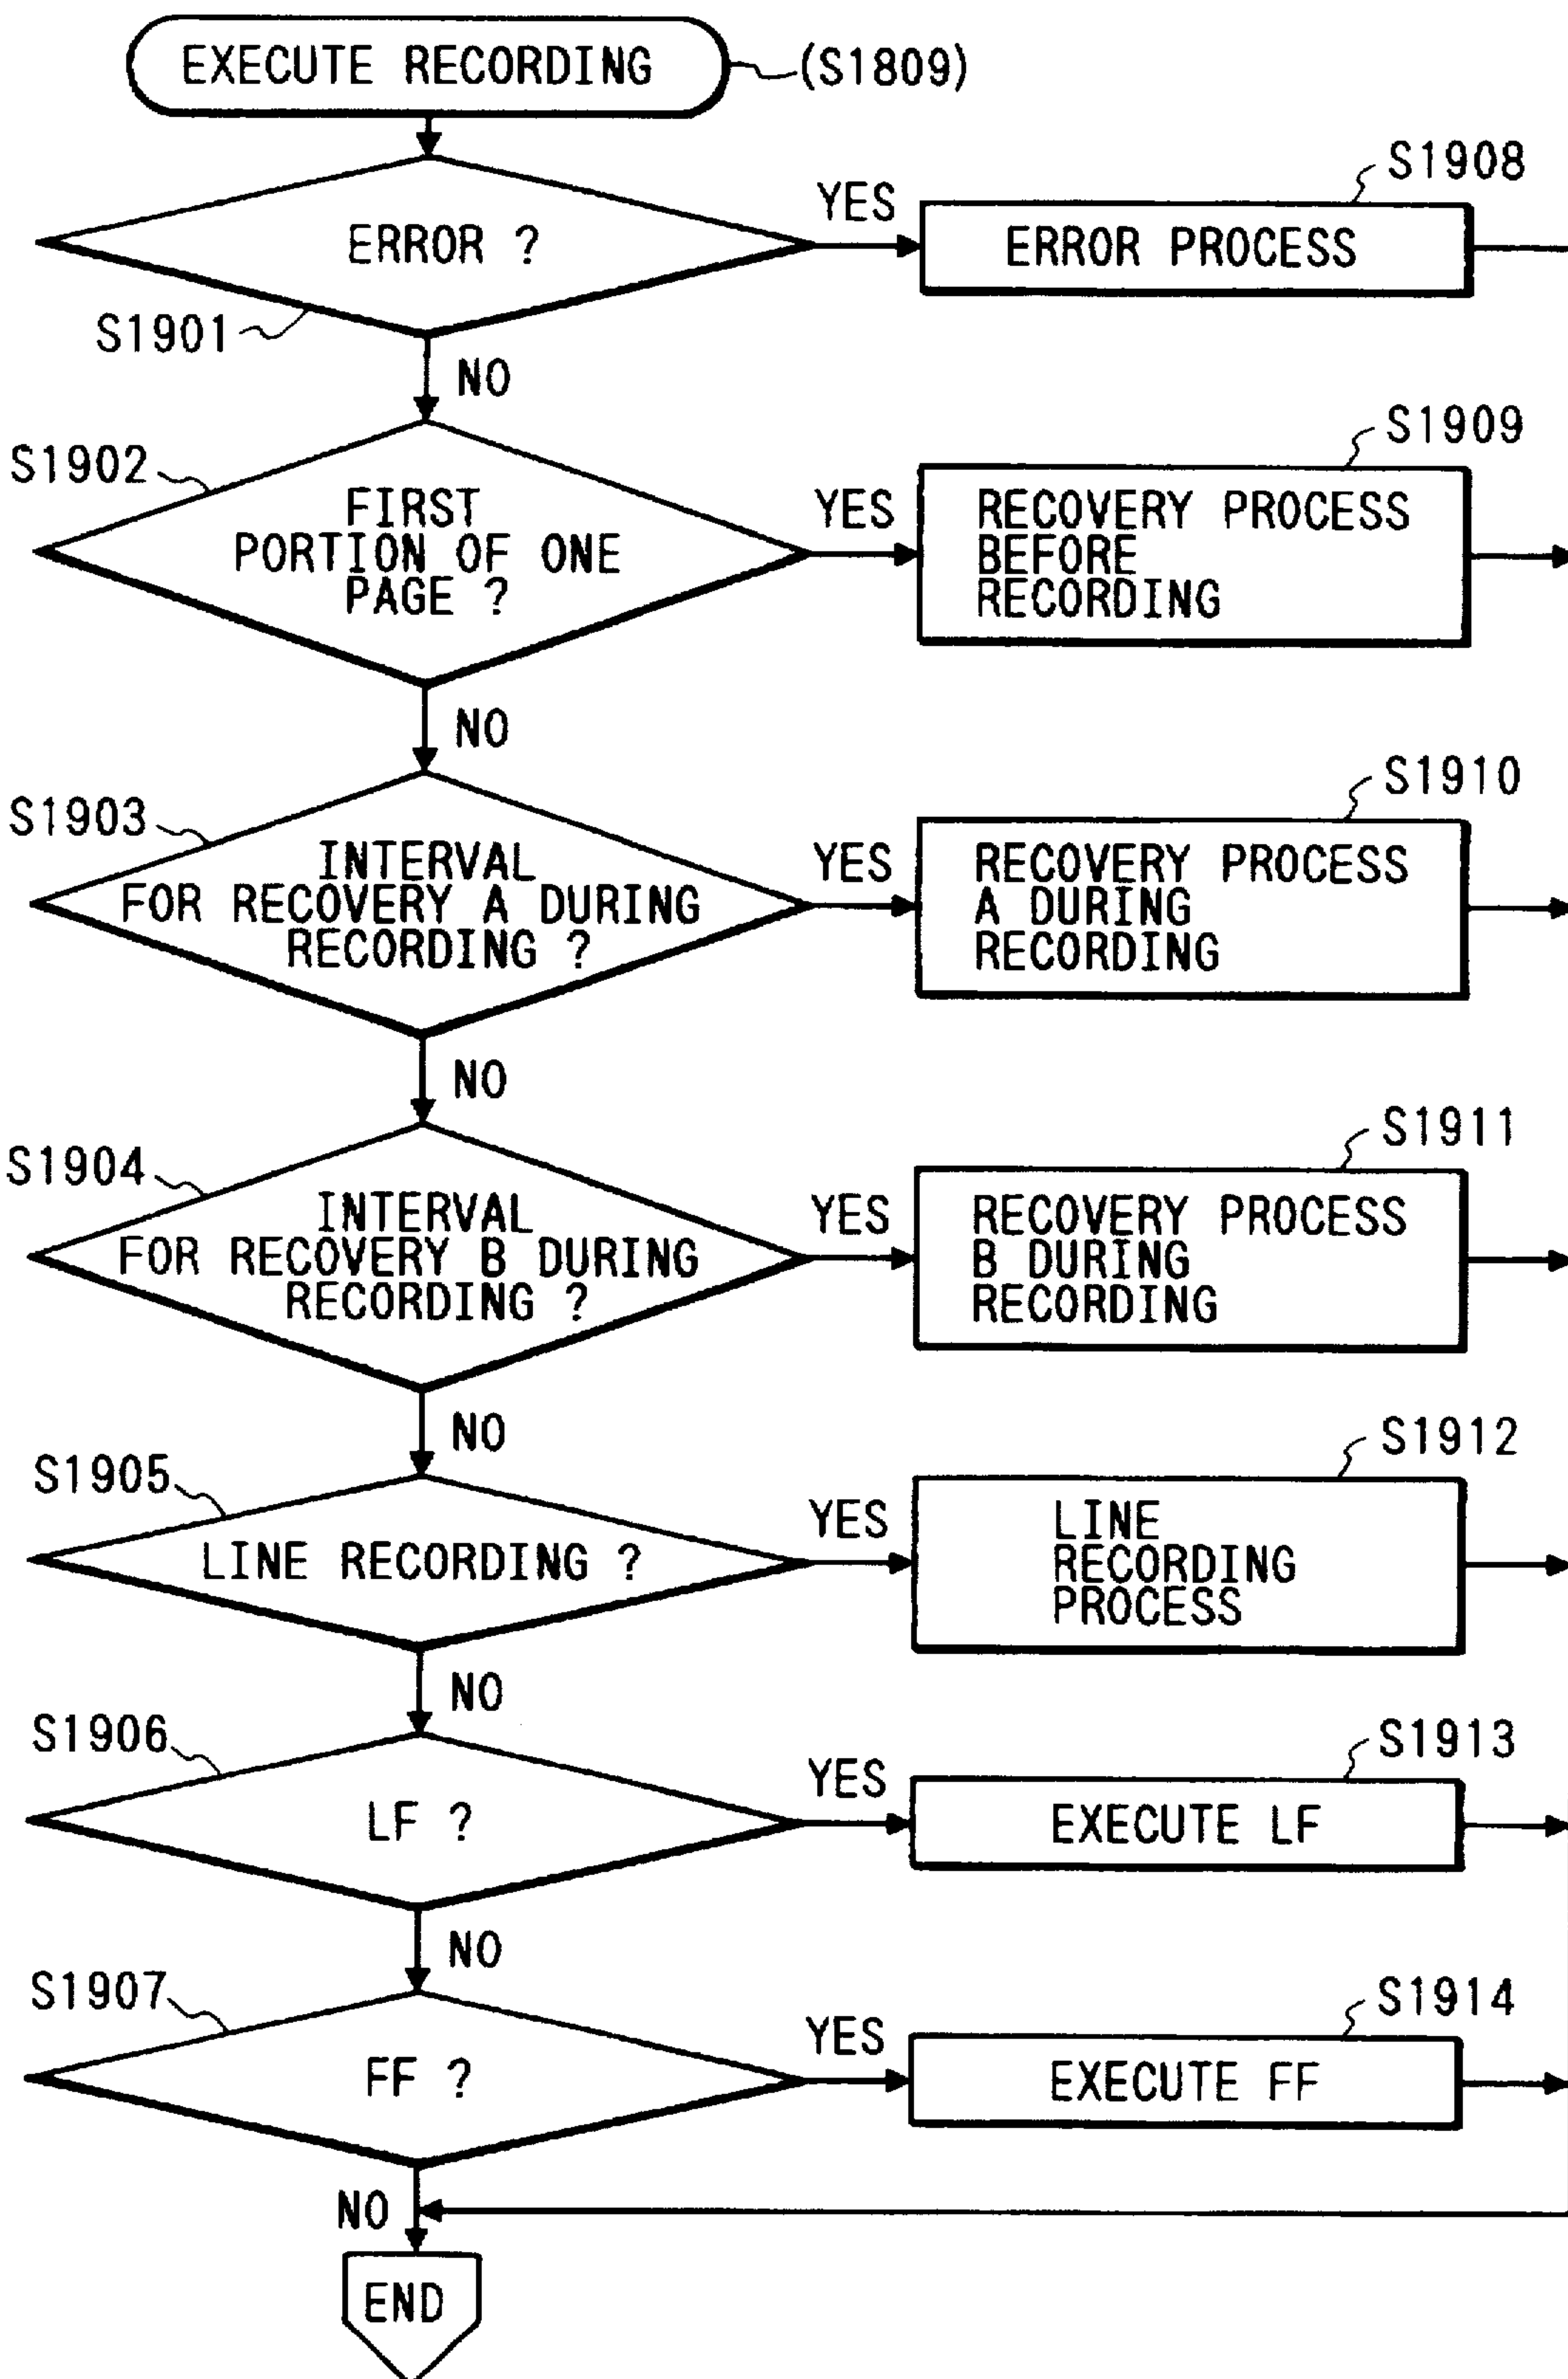 EXECUTE RECORDING
(S1809)
ERROR ?
S1901
YES
S1908
ERROR PROCESS
NO
S1902
FIRST
PORTION OF ONE
PAGE ?
YES
S1909
RECOVERY PROCESS
BEFORE
RECORDING
NO
S1903
INTERVAL
FOR RECOVERY A DURING
RECORDING ?
YES
S1910
RECOVERY PROCESS
A DURING
RECORDING
NO
S1904
INTERVAL
FOR RECOVERY B DURING
RECORDING ?
YES
S1911
RECOVERY PROCESS
B DURING
RECORDING
NO
S1905
LINE RECORDING ?
YES
S1912
LINE
RECORDING
PROCESS
NO
S1906
LF ?
YES
S1913
EXECUTE LF
NO
S1907
FF ?
YES
S1914
EXECUTE FF
NO
END